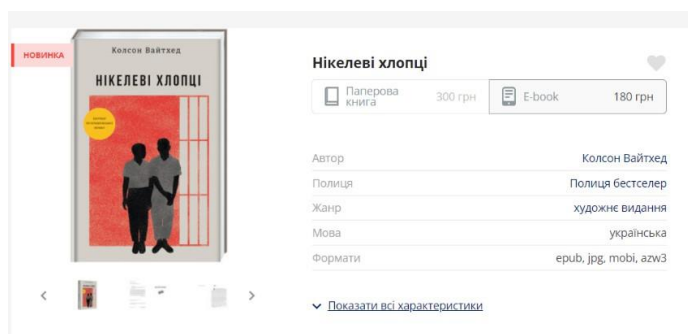 НОВИНКА
Колсон Вайтхед
НІКЕЛЕВІ ХЛОПЦІ
Нікелеві хлопці
Паперова книга 300 грн
E-book 180 грн
Автор Колсон Вайтхед
Полиця Полиця бестселер
Жанр художнє видання
Мова українська
Формати epub, jpg, mobi, azw3
Показати всі характеристики